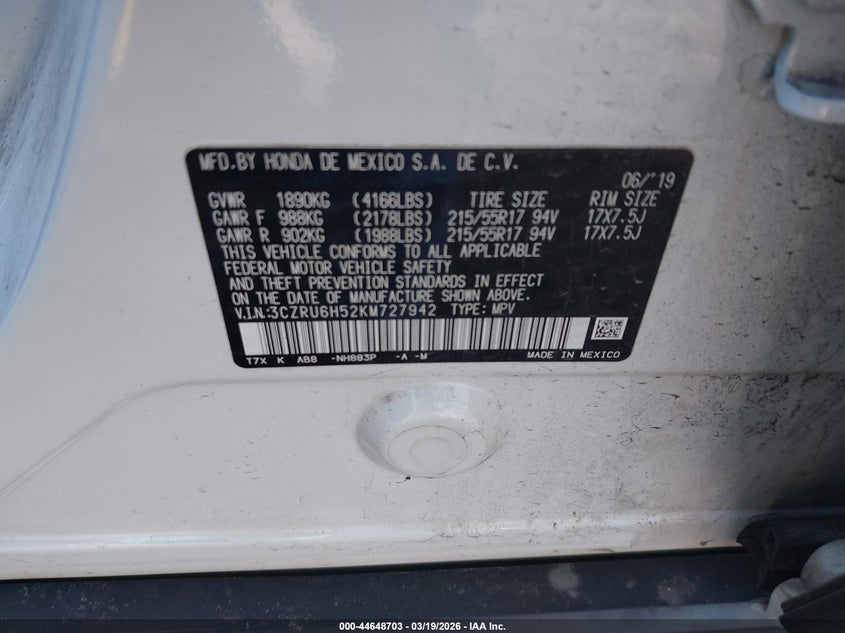 MFD.BY HONDA DE MEXICO S.A. DE C.V.
06/'19
GVWR 1890KG (4166LBS) TIRE SIZE RIM SIZE
GAWR F 988KG (2178LBS) 215/55R17 94V 17X7.5J
GAWR R 902KG (1988LBS) 215/55R17 94V 17X7.5J
THIS VEHICLE CONFORMS TO ALL APPLICABLE
FEDERAL MOTOR VEHICLE SAFETY
AND THEFT PREVENTION STANDARDS IN EFFECT
ON THE DATE OF MANUFACTURE SHOWN ABOVE.
V.I.N:3CZRU6H52KM727942 TYPE: MPV
T7X K AB8 -NH883P -A -M MADE IN MEXICO
000-44648703 — 03/19/2026 — IAA Inc.